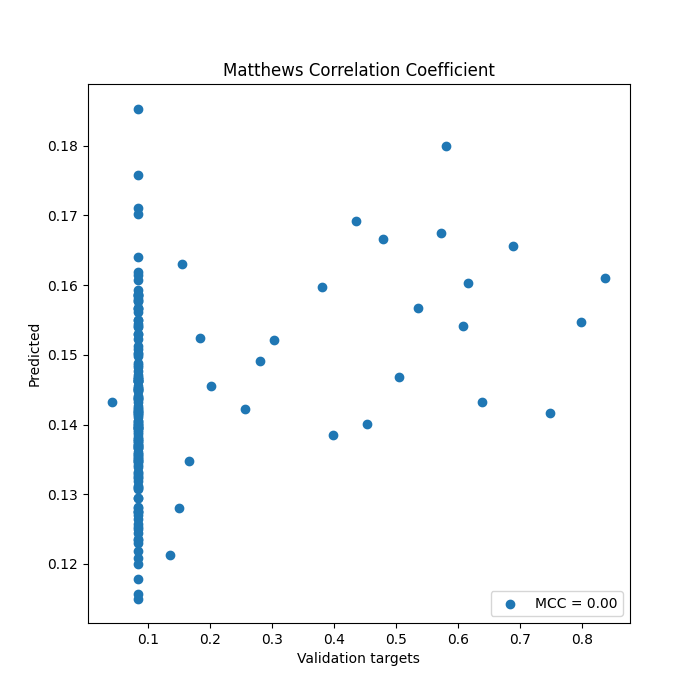 Matthews Correlation Coefficient
0.18
0.17
0.16
0.15
0.14
0.13
0.12
Predicted
MCC = 0.00
0.1 0.2 0.3 0.4 0.5 0.6 0.7 0.8
Validation targets